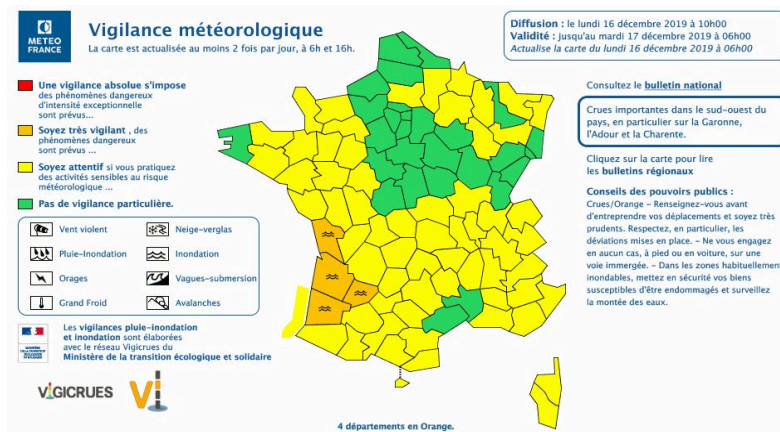 METEO
FRANCE
Vigilance météorologique
La carte est actualisée au moins 2 fois par jour, à 6h et 16h.
Diffusion : le lundi 16 décembre 2019 à 10h00
Validité : jusqu'au mardi 17 décembre 2019 à 06h00
Actualise la carte du lundi 16 décembre 2019 à 06h00
Une vigilance absolue s'impose
des phénomènes dangereux
d'intensité exceptionnelle
sont prévus...
Soyez très vigilant , des
phénomènes dangereux
sont prévus ...
Soyez attentif si vous pratiquez
des activités sensibles au risque
météorologique ...
Pas de vigilance particulière.
Vent violent
Neige-verglas
Pluie-Inondation
Inondation
Orages
Vagues-submersion
Grand Froid
Avalanches
Les vigilances pluie-inondation
et inondation sont élaborées
avec le réseau Vigicrues du
Ministère de la transition écologique et solidaire
VIGICRUES
Vi
Consultez le bulletin national
Crues importantes dans le sud-ouest du
pays, en particulier sur la Garonne,
l'Adour et la Charente.
Cliquez sur la carte pour lire
les bulletins régionaux
Conseils des pouvoirs publics :
Crues/Orange – Renseignez-vous avant
d'entreprendre vos déplacements et soyez très
prudents. Respectez, en particulier, les
déviations mises en place. – Ne vous engagez
en aucun cas, à pied ou en voiture, sur une
voie immergée. – Dans les zones habituellement
inondables, mettez en sécurité vos biens
susceptibles d'être endommagés et surveillez
la montée des eaux.
4 départements en Orange.